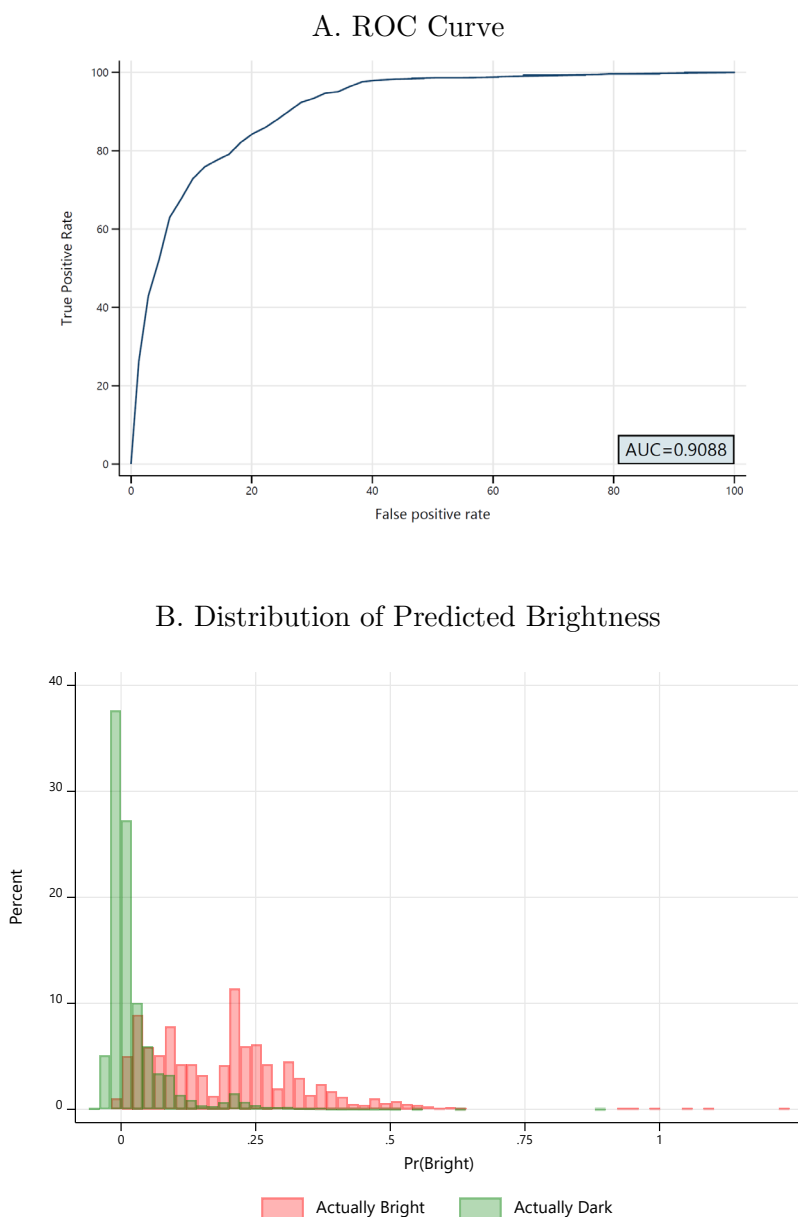 A. ROC Curve
100
80
60
40
20
0
True Positive Rate
AUC=0.9088
0 20 40 60 80 100
False positive rate
B. Distribution of Predicted Brightness
40
30
20
10
0
Percent
0 .25 .5 .75 1
Pr(Bright)
Actually Bright Actually Dark